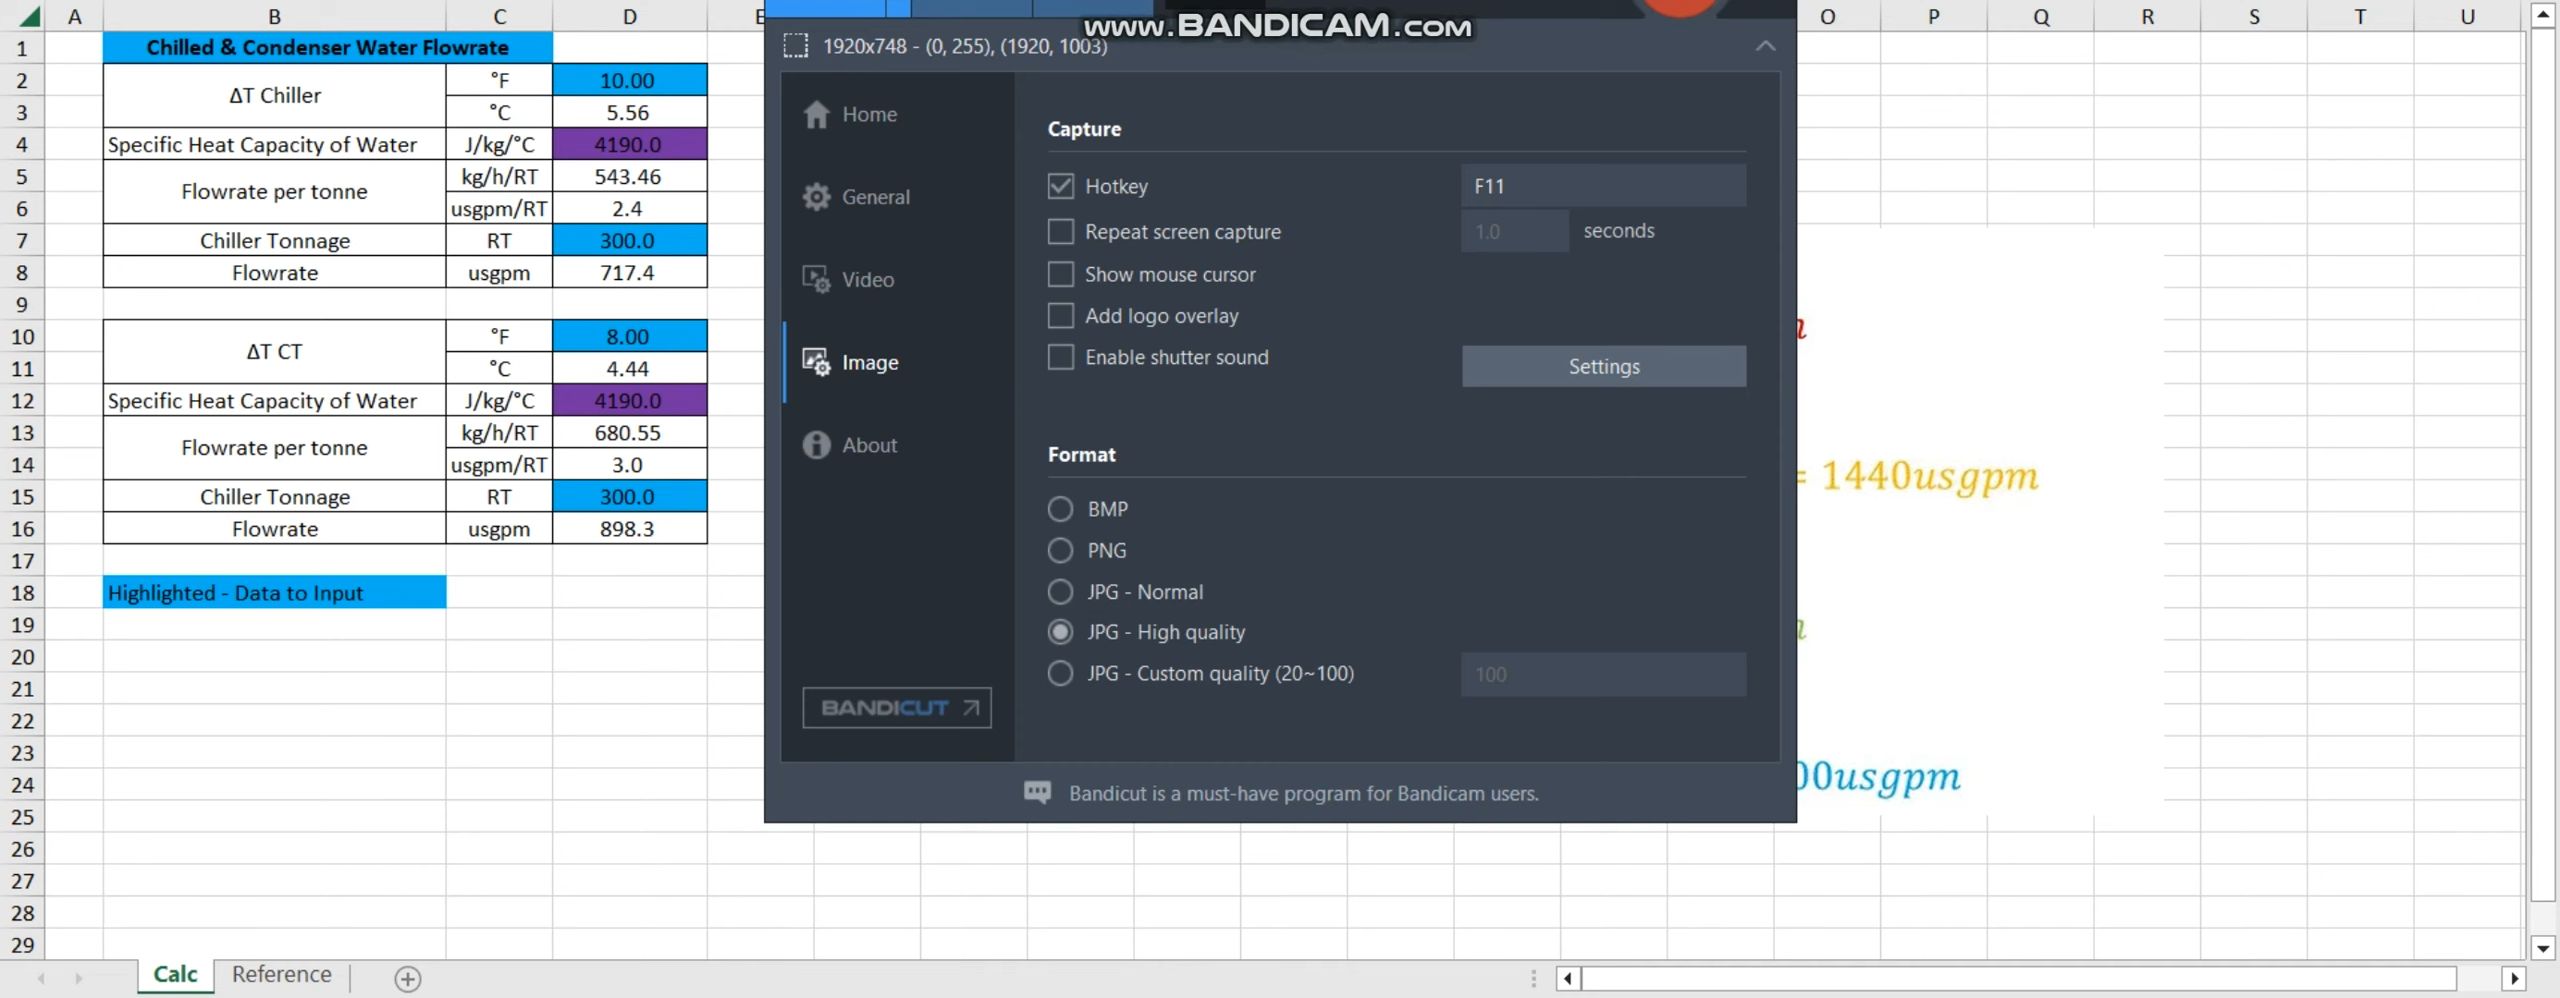 A B C D E O P Q R S T U
www.BANDICAM.com
1920x748 - (0, 255), (1920, 1003)
1 Chilled & Condenser Water Flowrate
2 ΔT Chiller °F 10.00
3 °C 5.56
4 Specific Heat Capacity of Water J/kg/°C 4190.0
5 Flowrate per tonne kg/h/RT 543.46
6 usgpm/RT 2.4
7 Chiller Tonnage RT 300.0
8 Flowrate usgpm 717.4
9
10 ΔT CT °F 8.00
11 °C 4.44
12 Specific Heat Capacity of Water J/kg/°C 4190.0
13 Flowrate per tonne kg/h/RT 680.55
14 usgpm/RT 3.0
15 Chiller Tonnage RT 300.0
16 Flowrate usgpm 898.3
17
18 Highlighted - Data to Input
19
20
21
22
23
24
25
26
27
28
29
Home
General
Video
Image
About
BANDICUT
Capture
Hotkey F11
Repeat screen capture 1.0 seconds
Show mouse cursor
Add logo overlay
Enable shutter sound
Settings
Format
BMP
PNG
JPG - Normal
JPG - High quality
JPG - Custom quality (20~100) 100
Bandicut is a must-have program for Bandicam users.
= 1440usgpm
00usgpm
Calc Reference